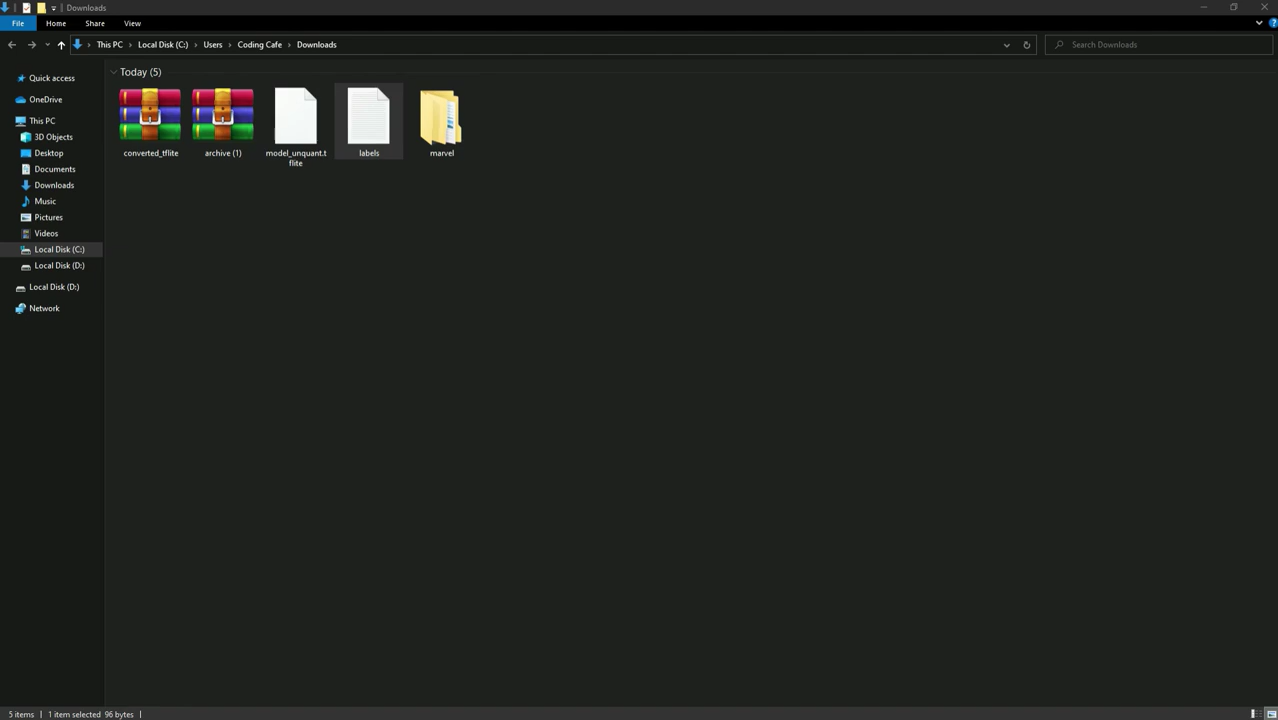 Downloads
File Home Share View
This PC Local Disk (C:) Users Coding Cafe Downloads
Search Downloads
Quick access
OneDrive
This PC
3D Objects
Desktop
Documents
Downloads
Music
Pictures
Videos
Local Disk (C:)
Local Disk (D:)
Local Disk (D:)
Network
Today (5)
converted_tflite
archive (1)
model_unquant.t
flite
labels
marvel
5 items 1 item selected 96 bytes